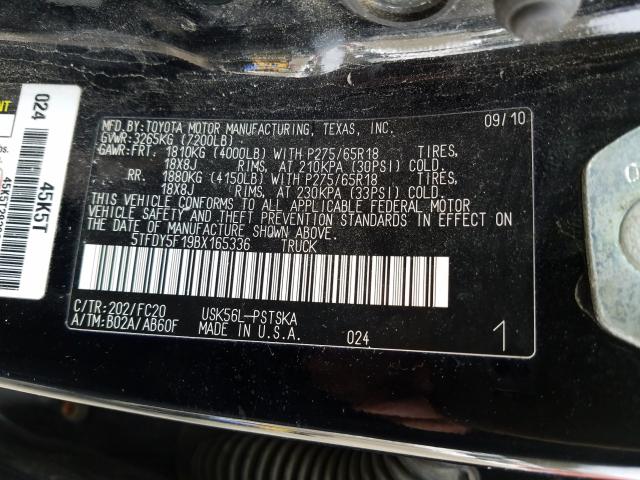 MFD.BY: TOYOTA MOTOR MANUFACTURING, TEXAS, INC. 09/10
GVWR: 3265KG (7200LB)
GAWR: FRT. 1810KG (4000LB) WITH P275/65R18 TIRES,
18X8J RIMS, AT 210KPA (30PSI) COLD.
RR. 1880KG (4150LB) WITH P275/65R18 TIRES,
18X8J RIMS, AT 230KPA (33PSI) COLD.
THIS VEHICLE CONFORMS TO ALL APPLICABLE FEDERAL MOTOR
VEHICLE SAFETY AND THEFT PREVENTION STANDARDS IN EFFECT ON
THE DATE OF MANUFACTURE SHOWN ABOVE.
5TFDY5F19BX165336 TRUCK
C/TR: 202/FC20 USK56L-PSTSKA
A/TM: B02A/AB60F MADE IN U.S.A. 024 1
024
45K5T